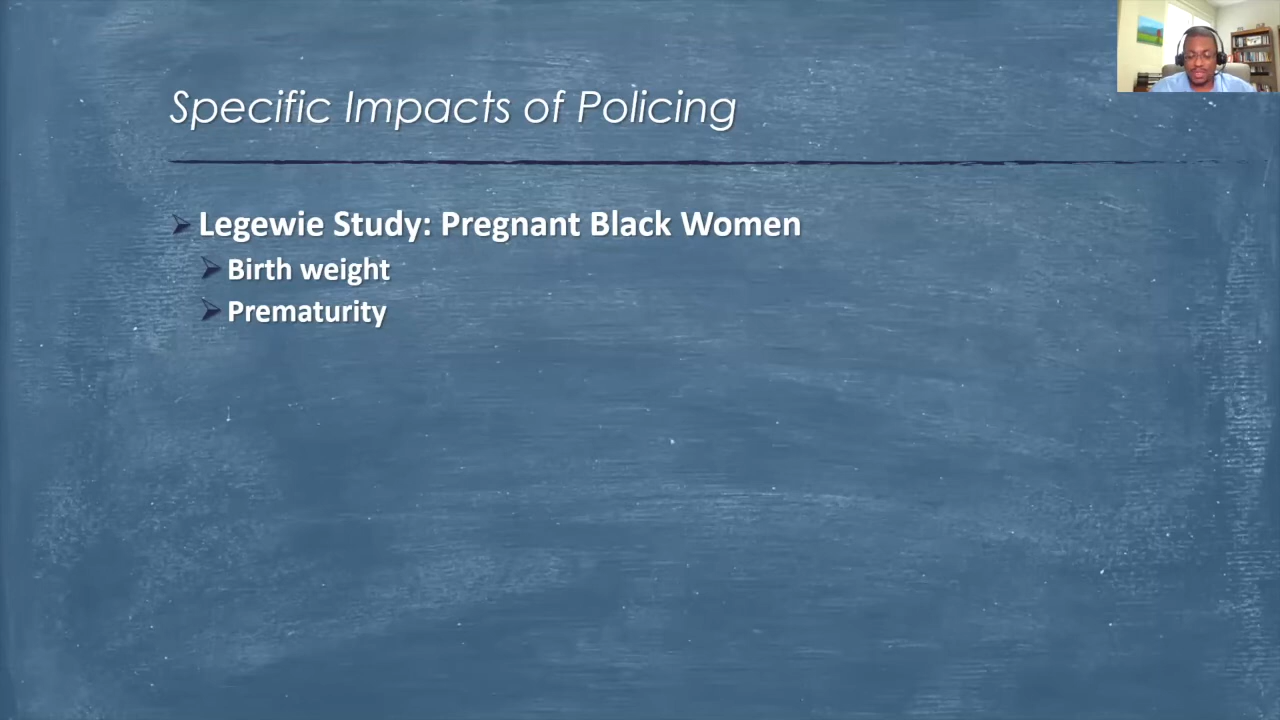 Specific Impacts of Policing
Legewie Study: Pregnant Black Women
Birth weight
Prematurity